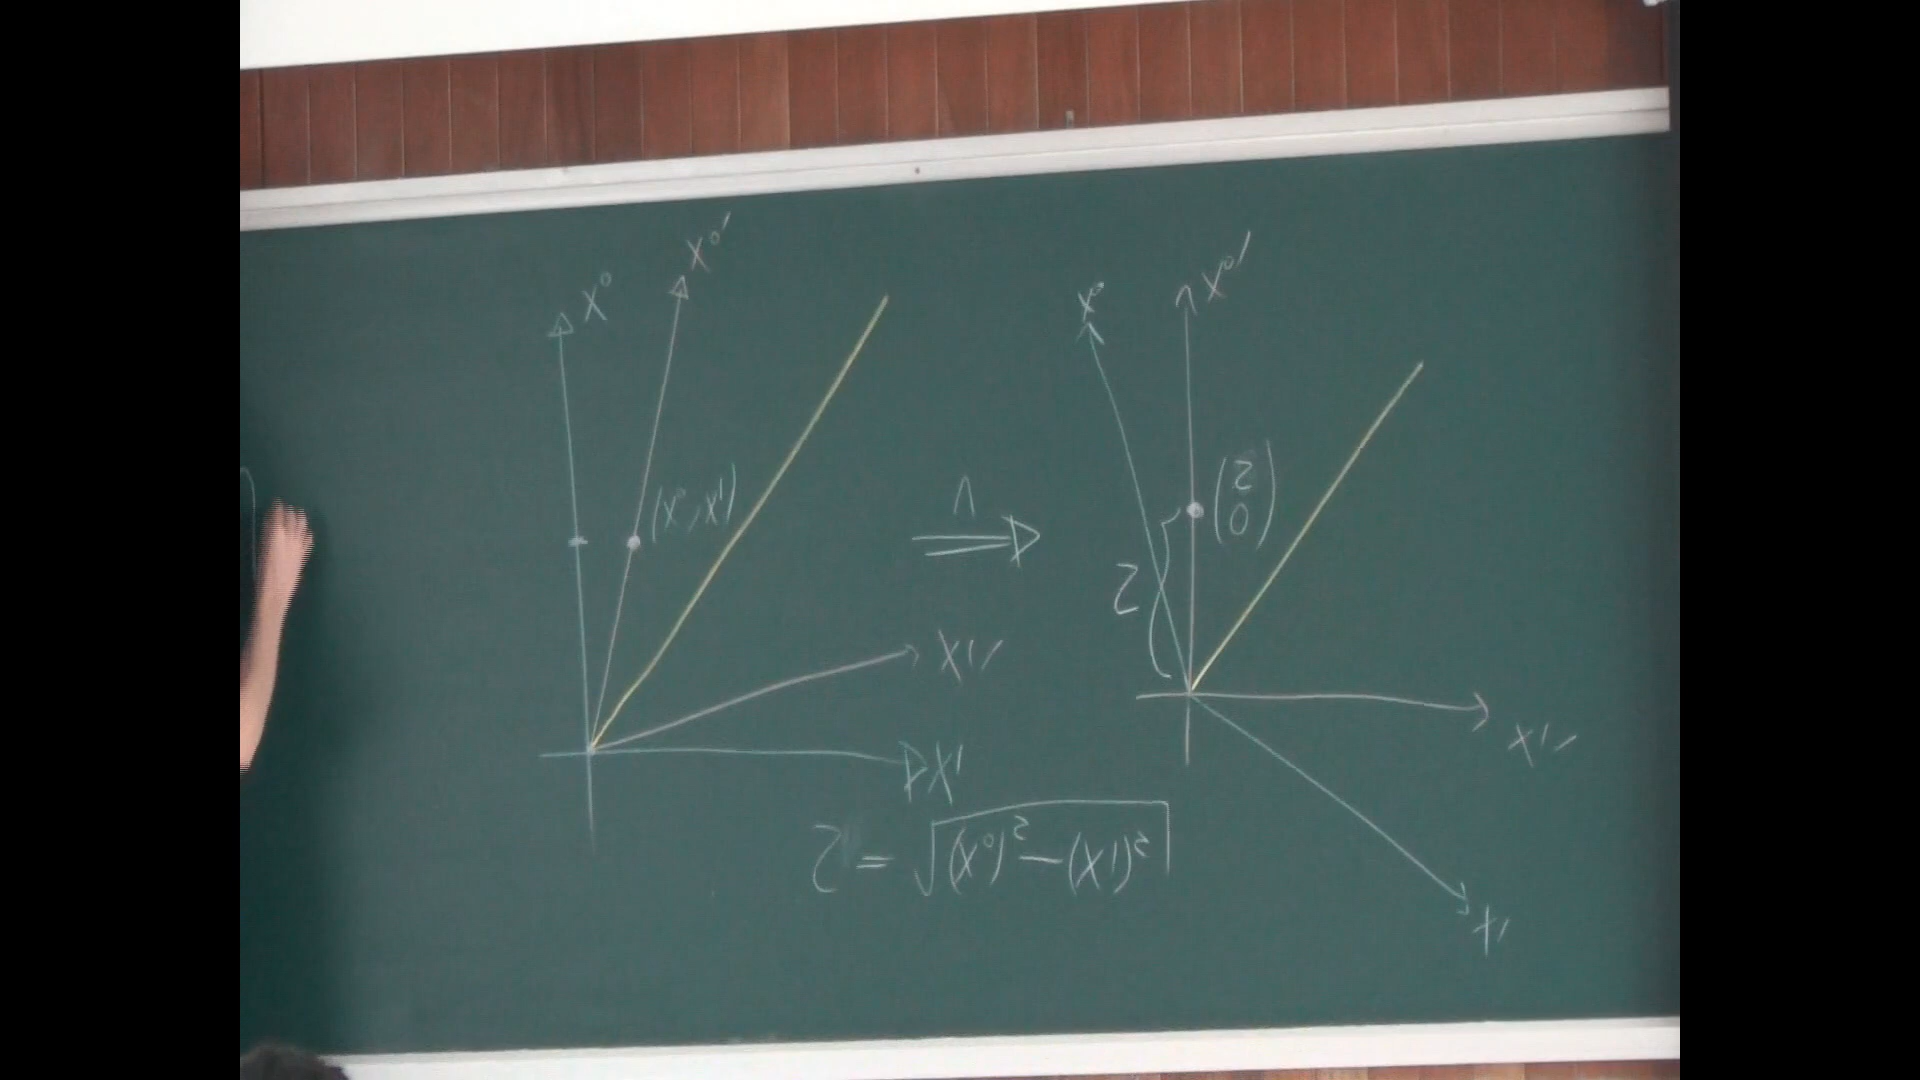 x⁰
x⁰′
(x⁰, x¹)
x¹′
x¹
Λ
⇒
x⁰
x⁰′
(τ
0)
τ
x¹′
x¹
τ = √(x⁰)² − (x¹)²